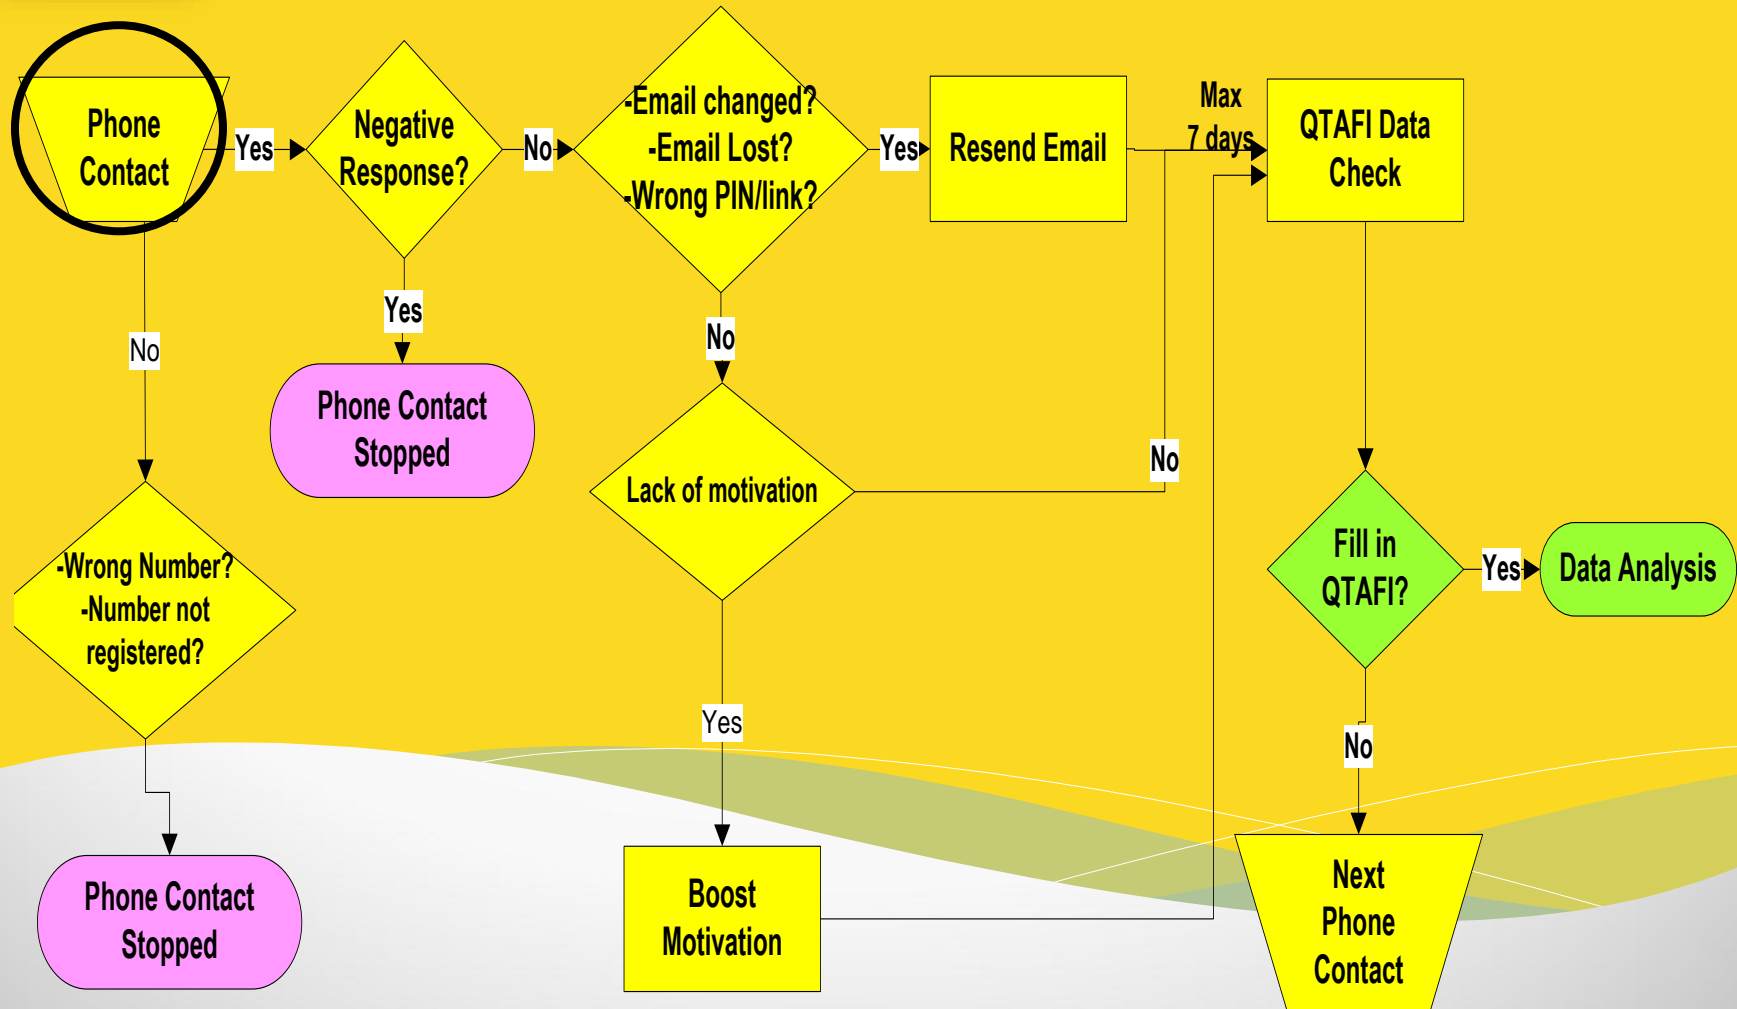 Phone
Contact
Yes
Negative
Response?
No
-Email changed?
-Email Lost?
-Wrong PIN/link?
Yes
Resend Email
Max
7 days
QTAFI Data
Check
No
Yes
Phone Contact
Stopped
No
Lack of motivation
No
-Wrong Number?
-Number not
registered?
Fill in
QTAFI?
Yes
Data Analysis
Yes
No
Phone Contact
Stopped
Boost
Motivation
Next
Phone
Contact